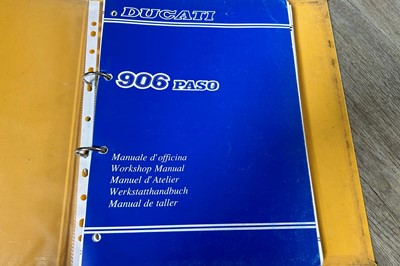 DUCATI
906 PASO
Manuale d'officina
Workshop Manual
Manuel d'Atelier
Werkstatthandbuch
Manual de taller